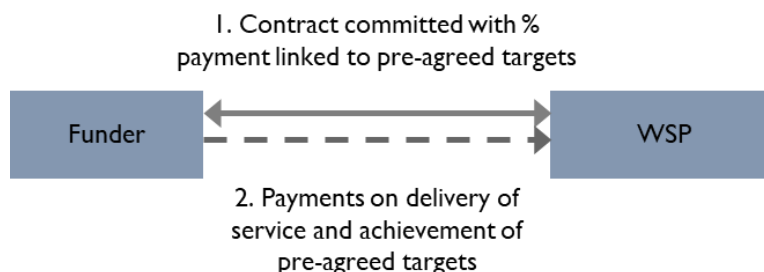 1. Contract committed with %
payment linked to pre-agreed targets
Funder
WSP
2. Payments on delivery of
service and achievement of
pre-agreed targets